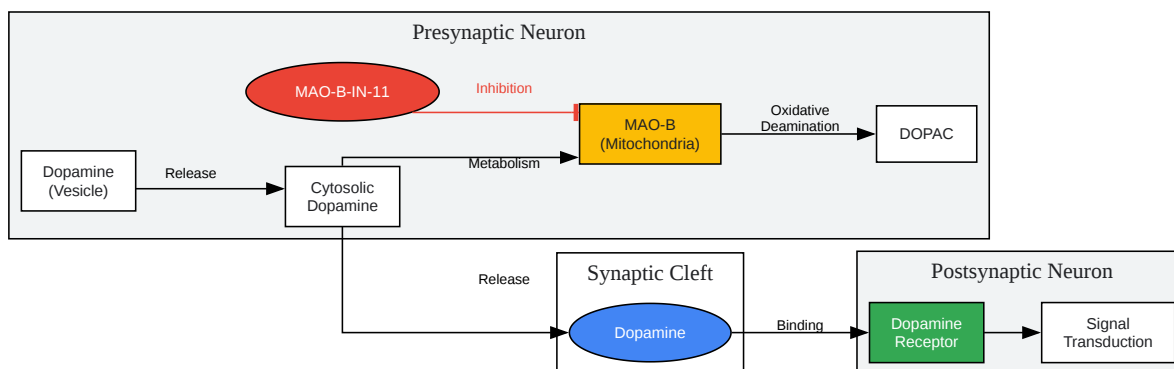 Presynaptic Neuron
MAO-B-IN-11
Inhibition
MAO-B
(Mitochondria)
Oxidative
Deamination
DOPAC
Dopamine
(Vesicle)
Release
Cytosolic
Dopamine
Metabolism
Release
Synaptic Cleft
Dopamine
Binding
Postsynaptic Neuron
Dopamine
Receptor
Signal
Transduction